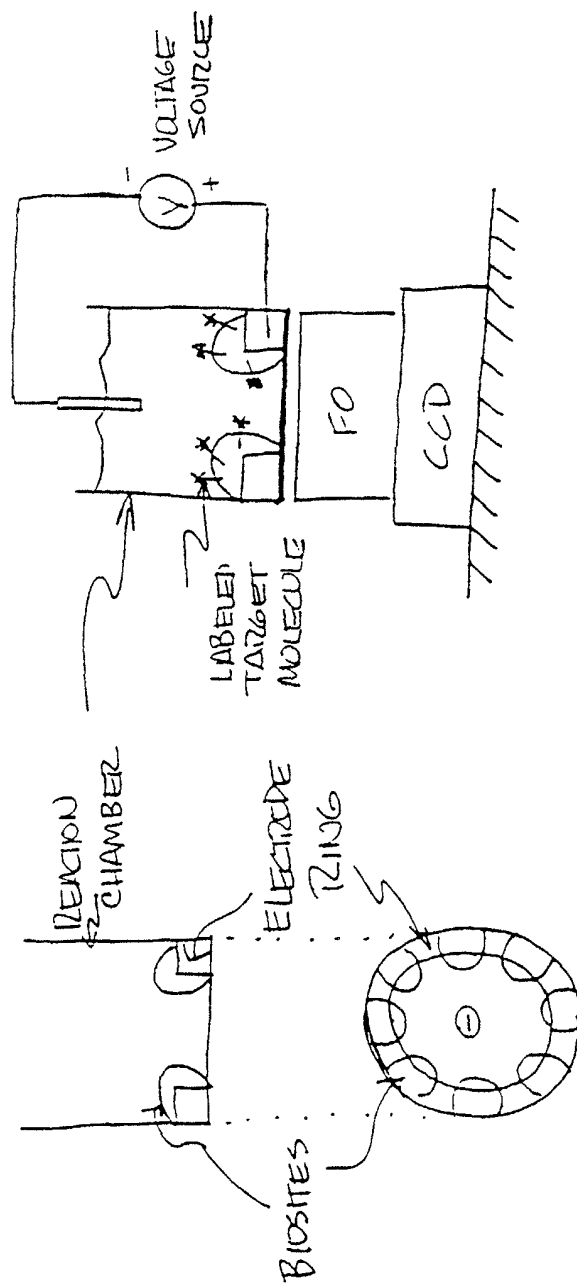 REACTION
CHAMBER
ELECTRODE
RING
BIOSITES
-
LABELED
TARGET
MOLECULE
-
V
+
VOLTAGE
SOURCE
FO
CCD